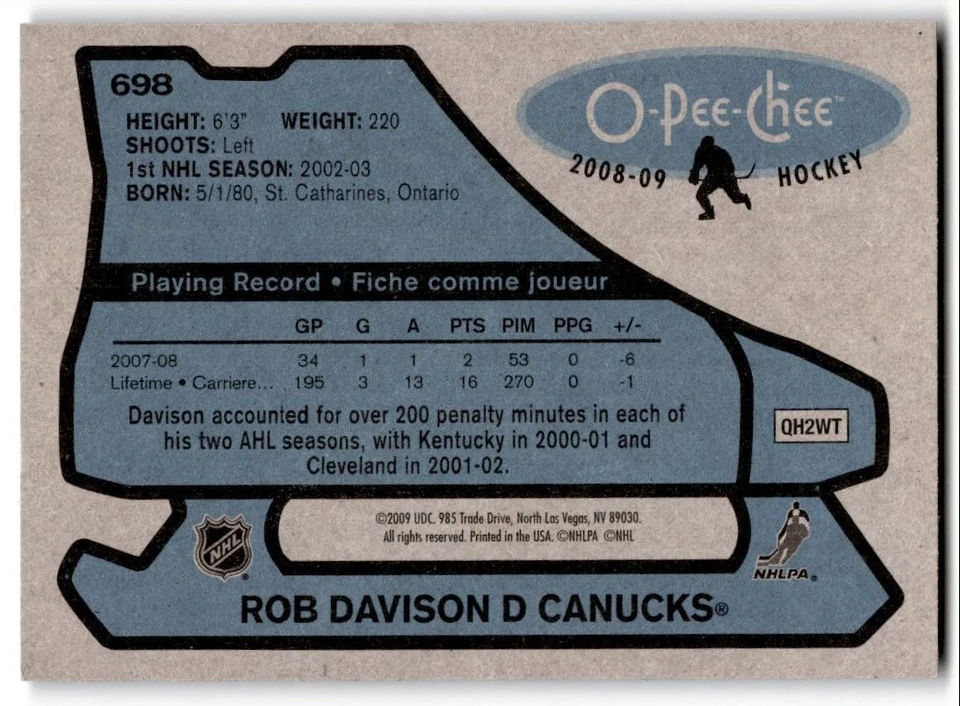 698
HEIGHT: 6'3" WEIGHT: 220
SHOOTS: Left
1st NHL SEASON: 2002-03
BORN: 5/1/80, St. Catharines, Ontario
O-Pee-Chee™
2008-09 HOCKEY
Playing Record • Fiche comme joueur
GP G A PTS PIM PPG +/-
2007-08 34 1 1 2 53 0 -6
Lifetime • Carriere... 195 3 13 16 270 0 -1
Davison accounted for over 200 penalty minutes in each of
his two AHL seasons, with Kentucky in 2000-01 and
Cleveland in 2001-02.
QH2WT
©2009 UDC. 985 Trade Drive, North Las Vegas, NV 89030.
All rights reserved. Printed in the USA. ©NHLPA ©NHL
NHL®
NHLPA®
ROB DAVISON D CANUCKS®